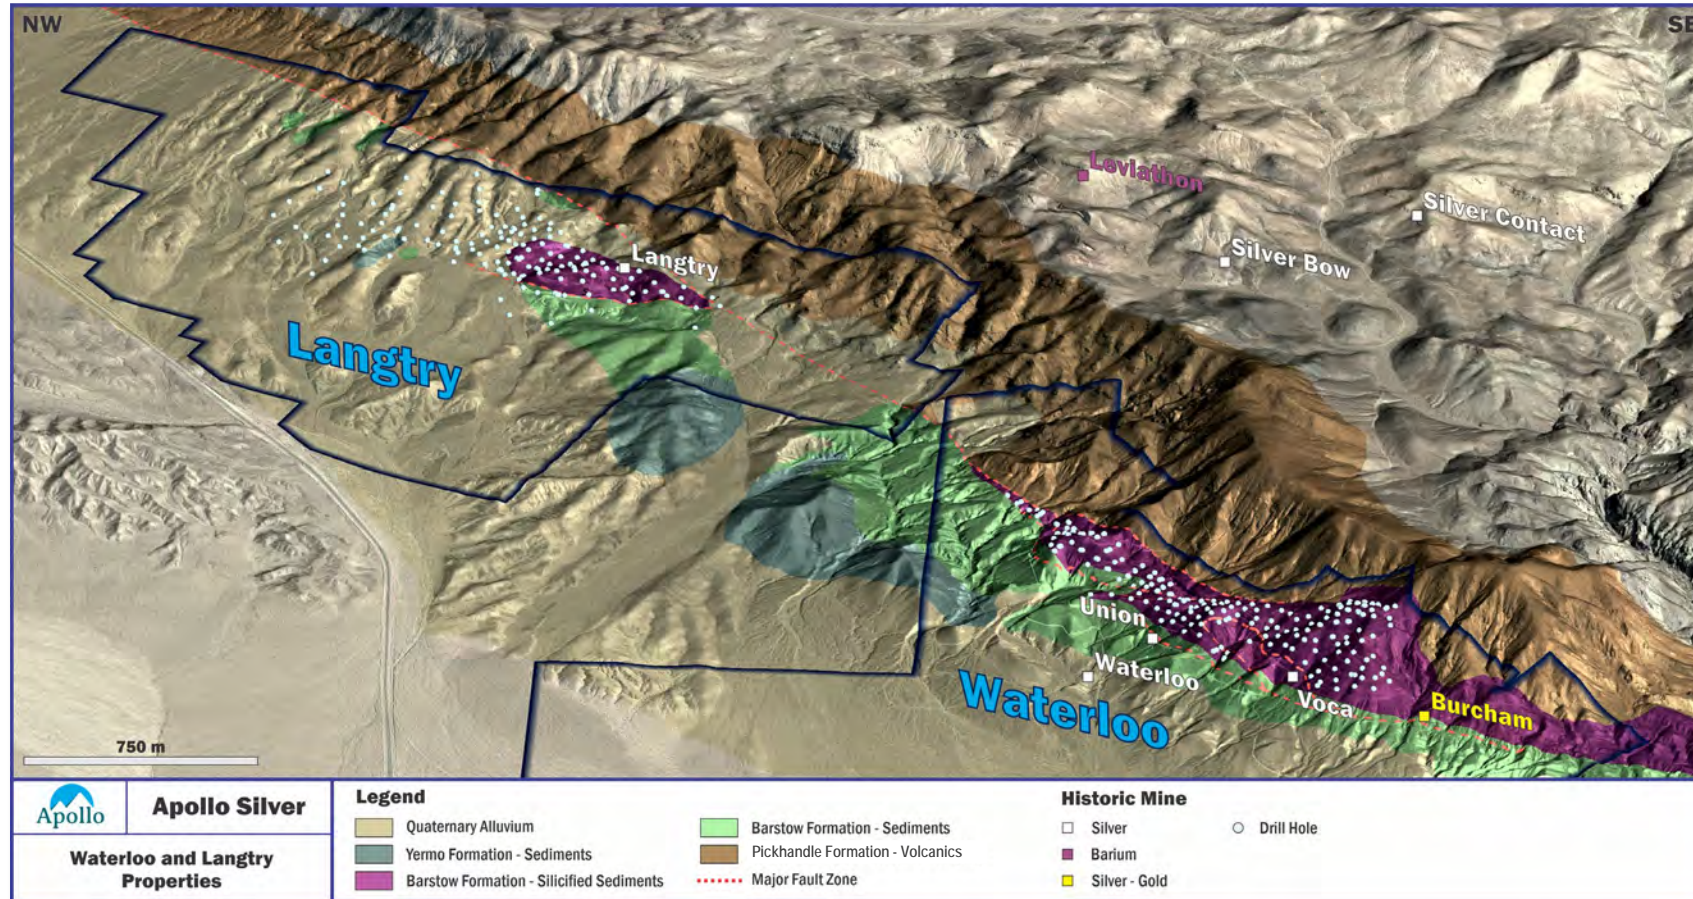 NW
SE
Leviathon
Silver Contact
Silver Bow
Langtry
Langtry
Union
Waterloo
Waterloo
Voca
Burcham
750 m
Apollo
Apollo Silver
Waterloo and Langtry
Properties
Legend
Quaternary Alluvium
Yermo Formation - Sediments
Barstow Formation - Silicified Sediments
Barstow Formation - Sediments
Pickhandle Formation - Volcanics
Major Fault Zone
Historic Mine
Silver
Barium
Silver - Gold
Drill Hole